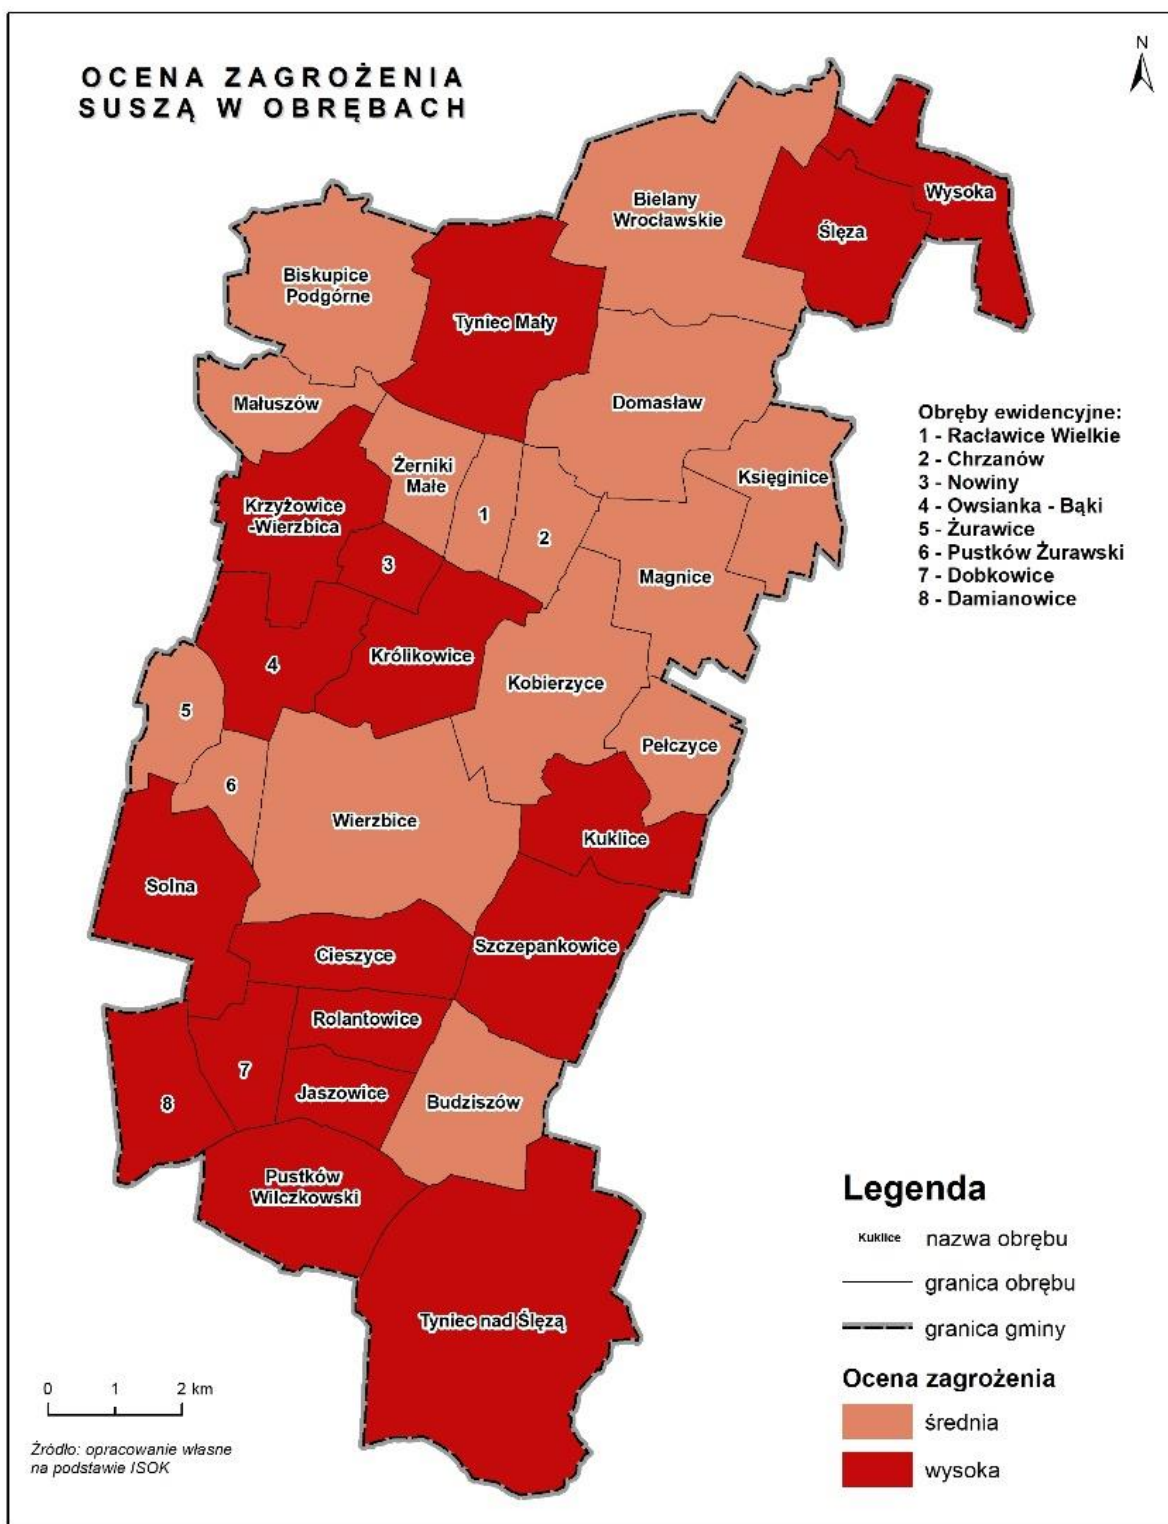 OCENA ZAGROŻENIA
SUSZĄ W OBRĘBACH
N
Wysoka
Bielany
Wrocławskie
Ślęza
Biskupice
Podgórne
Tyniec Mały
Małuszów
Domasław
Obręby ewidencyjne:
1 - Racławice Wielkie
2 - Chrzanów
3 - Nowiny
4 - Owsianka - Bąki
5 - Żurawice
6 - Pustków Żurawski
7 - Dobkowice
8 - Damianowice
Żerniki
Małe
Księginice
Krzyżowice
-Wierzbica
1
2
3
Magnice
4
Królikowice
Kobierzyce
5
Pełczyce
6
Wierzbice
Kuklice
Solna
Cieszyce
Szczepankowice
Rolantowice
7
Jaszowice
8
Budziszów
Pustków
Wilczkowski
Tyniec nad Ślęzą
Legenda
Kuklice nazwa obrębu
granica obrębu
granica gminy
Ocena zagrożenia
średnia
wysoka
0 1 2 km
Źródło: opracowanie własne
na podstawie ISOK